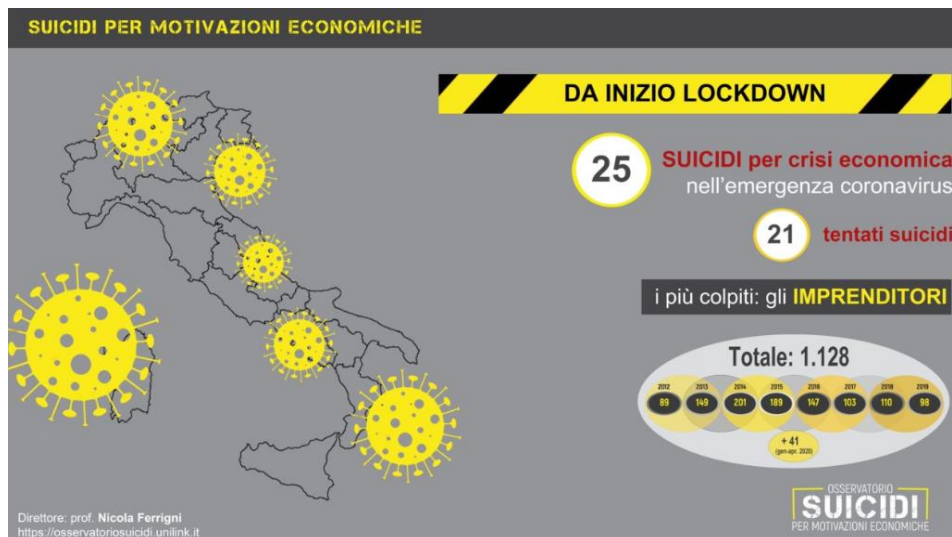 SUICIDI PER MOTIVAZIONI ECONOMICHE
DA INIZIO LOCKDOWN
25
SUICIDI per crisi economica
nell'emergenza coronavirus
21 tentati suicidi
i più colpiti: gli IMPRENDITORI
Totale: 1.128
2012 2013 2014 2015 2016 2017 2018 2019
89 149 201 189 147 103 110 98
+ 41
(gen-apr. 2020)
OSSERVATORIO
SUICIDI
PER MOTIVAZIONI ECONOMICHE
Direttore: prof. Nicola Ferrigni
https://osservatoriosuicidi.unilink.it